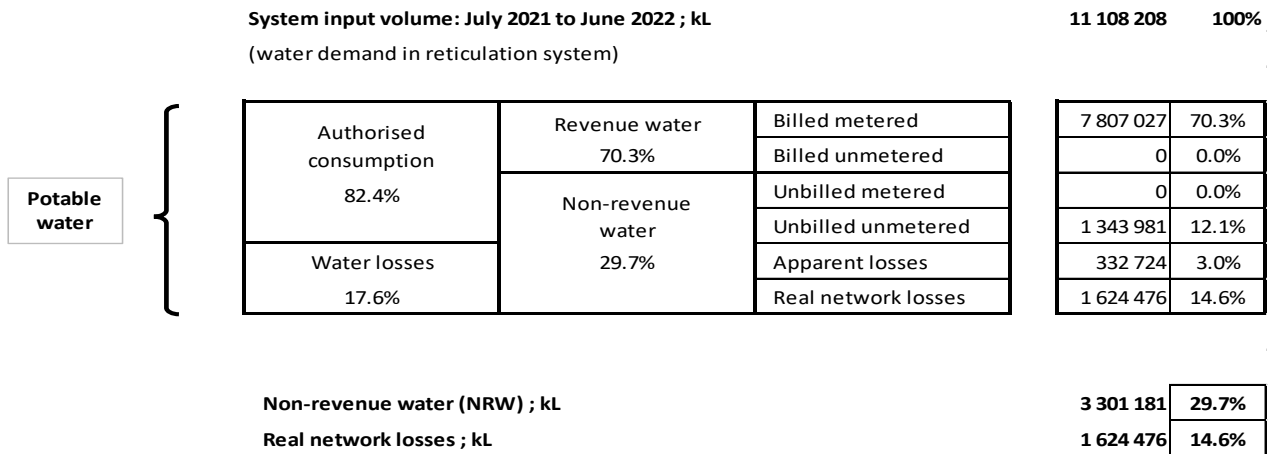 System input volume: July 2021 to June 2022 ; kL 11 108 208 100%
(water demand in reticulation system)
Potable
water
Authorised
consumption
82.4%
Water losses
17.6%
Revenue water
70.3%
Non-revenue
water
29.7%
Billed metered 7 807 027 70.3%
Billed unmetered 0 0.0%
Unbilled metered 0 0.0%
Unbilled unmetered 1 343 981 12.1%
Apparent losses 332 724 3.0%
Real network losses 1 624 476 14.6%
Non-revenue water (NRW) ; kL 3 301 181 29.7%
Real network losses ; kL 1 624 476 14.6%